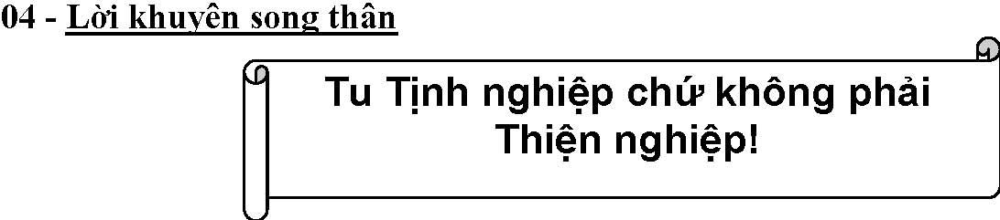 04 - Lời khuyên song thân
Tu Tịnh nghiệp chứ không phải
Thiện nghiệp!